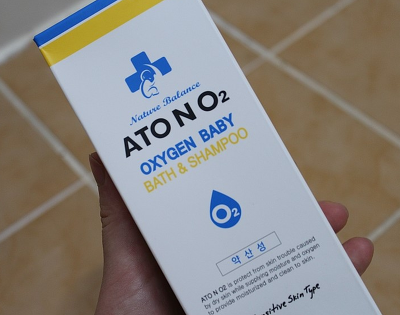 Nature Balance
ATO N O2
OXYGEN BABY
BATH & SHAMPOO
O2
약산성
ATO N O2 is protect from skin trouble caused
by dry skin while supplying moisture and oxygen
to provide moisturized and clean to skin.
Skin Type